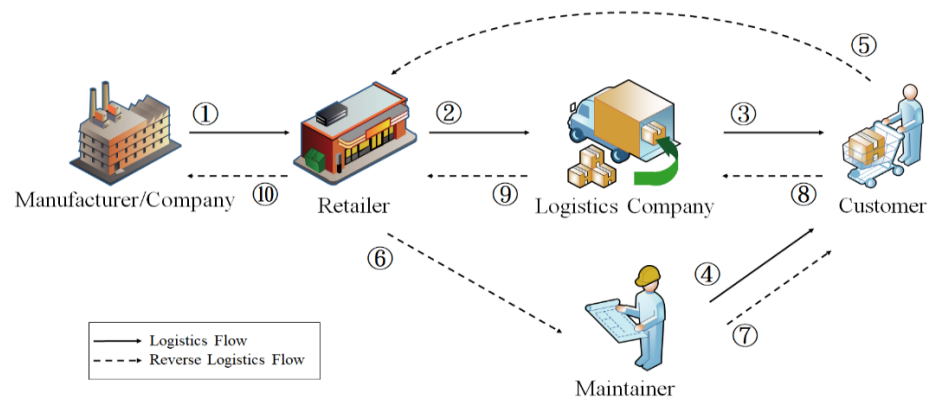 ⑤
① ② ③
⑩ ⑨ ⑧
Manufacturer/Company Retailer Logistics Company Customer
⑥ ④
⑦
Logistics Flow
Reverse Logistics Flow
Maintainer